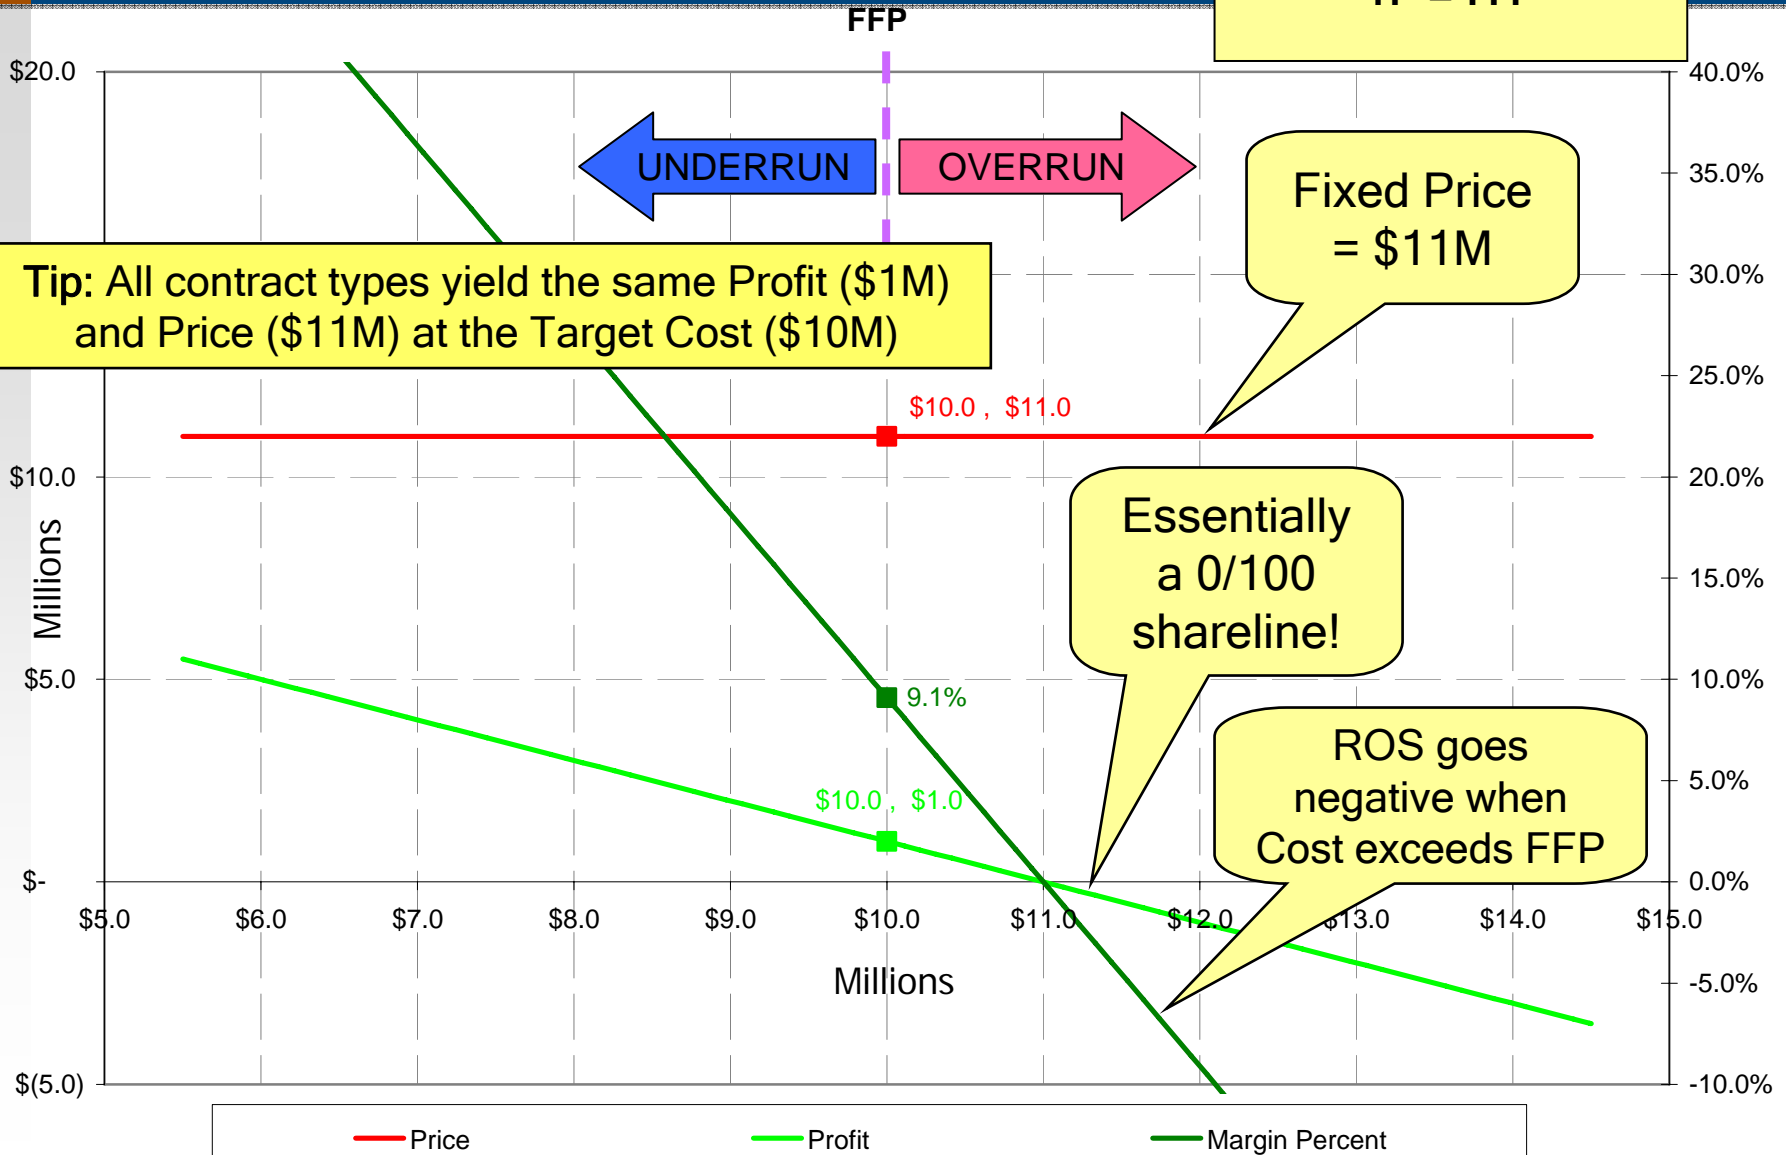 FFP
$20.0
40.0%
UNDERRUN
OVERRUN
35.0%
Fixed Price
= $11M
Tip: All contract types yield the same Profit ($1M)
and Price ($11M) at the Target Cost ($10M)
30.0%
25.0%
$10.0 , $11.0
$10.0
20.0%
Essentially
a 0/100
shareline!
Millions
15.0%
$5.0
10.0%
9.1%
ROS goes
negative when
Cost exceeds FFP
5.0%
$10.0 , $1.0
$-
0.0%
$5.0 $6.0 $7.0 $8.0 $9.0 $10.0 $11.0 $12.0 $13.0 $14.0 $15.0
Millions
-5.0%
$(5.0)
-10.0%
Price Profit Margin Percent